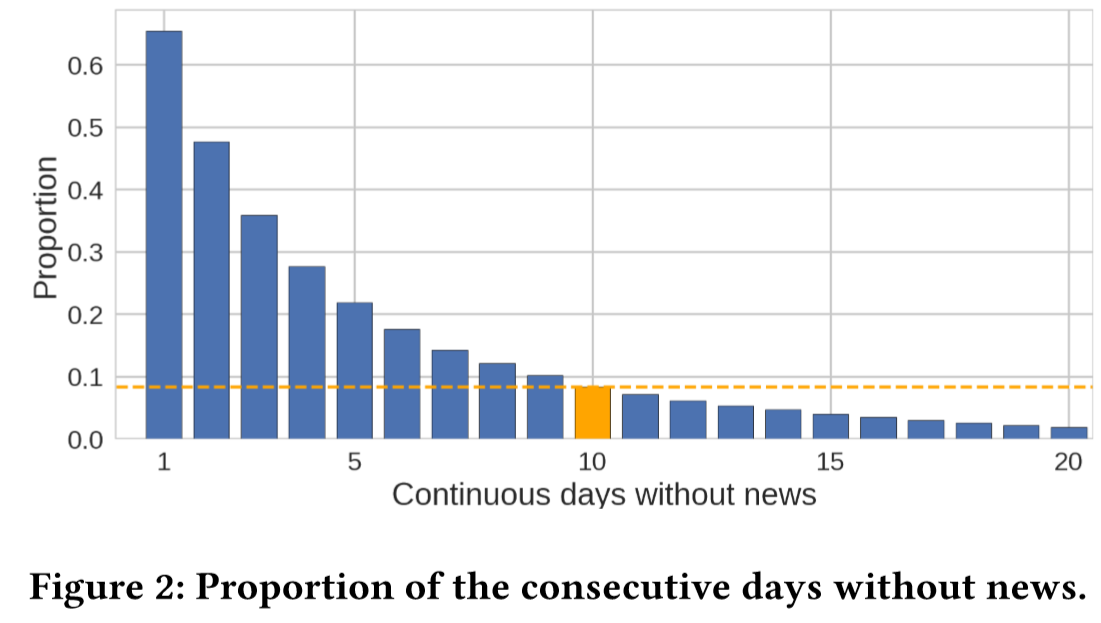 0.6
0.5
0.4
0.3
0.2
0.1
0.0
Proportion
1 5 10 15 20
Continuous days without news
Figure 2: Proportion of the consecutive days without news.